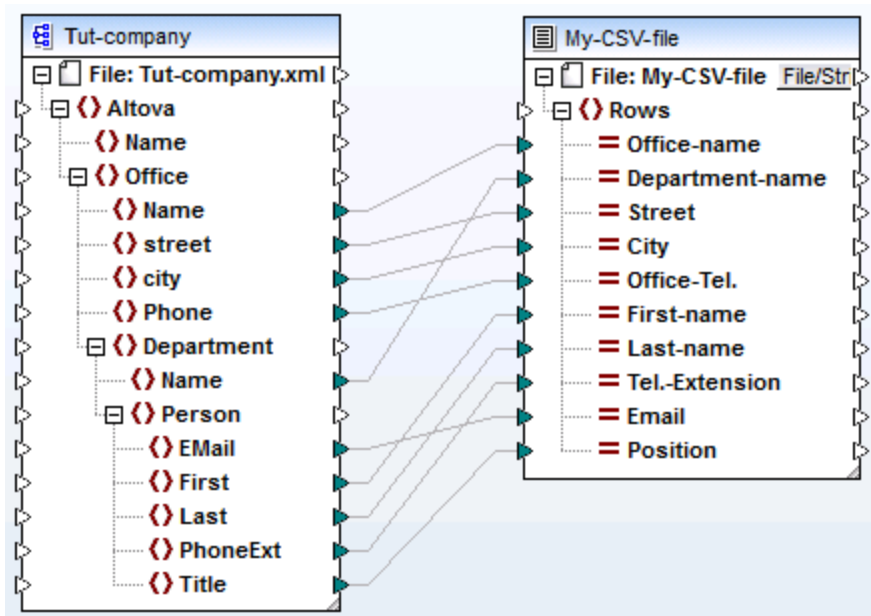 Tut-company
File: Tut-company.xml
Altova
Name
Office
Name
street
city
Phone
Department
Name
Person
EMail
First
Last
PhoneExt
Title
My-CSV-file
File: My-CSV-file File/Str
Rows
Office-name
Department-name
Street
City
Office-Tel.
First-name
Last-name
Tel.-Extension
Email
Position